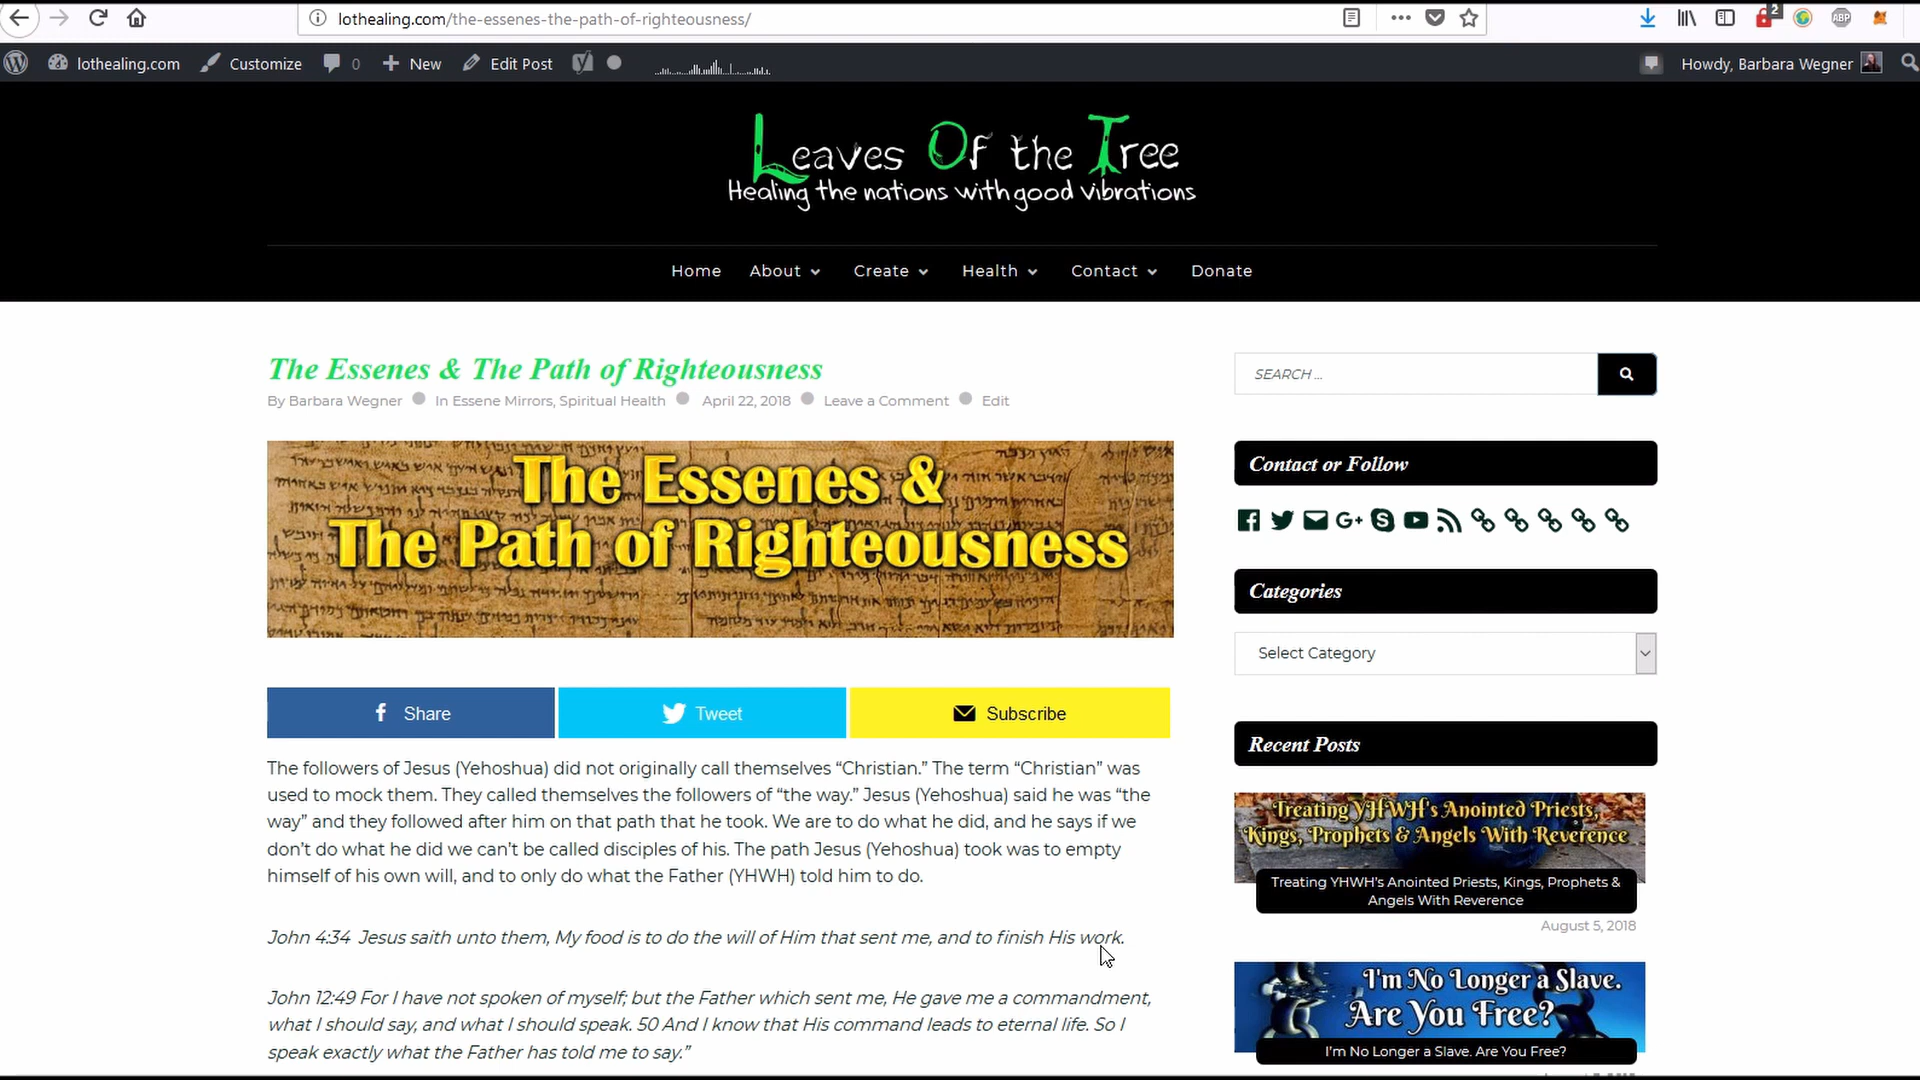 lothealing.com/the-essenes-the-path-of-righteousness/
2
ABP
lothealing.com Customize 0 New Edit Post
Howdy, Barbara Wegner
Leaves Of the Tree
Healing the nations with good vibrations
Home About Create Health Contact Donate
The Essenes & The Path of Righteousness
By Barbara Wegner In Essene Mirrors, Spiritual Health April 22, 2018 Leave a Comment Edit
The Essenes &
The Path of Righteousness
Share Tweet Subscribe
The followers of Jesus (Yehoshua) did not originally call themselves “Christian.” The term “Christian” was
used to mock them. They called themselves the followers of “the way.” Jesus (Yehoshua) said he was “the
way” and they followed after him on that path that he took. We are to do what he did, and he says if we
don’t do what he did we can’t be called disciples of his. The path Jesus (Yehoshua) took was to empty
himself of his own will, and to only do what the Father (YHWH) told him to do.
John 4:34 Jesus saith unto them, My food is to do the will of Him that sent me, and to finish His work.
John 12:49 For I have not spoken of myself; but the Father which sent me, He gave me a commandment,
what I should say, and what I should speak. 50 And I know that His command leads to eternal life. So I
speak exactly what the Father has told me to say.”
SEARCH ...
Contact or Follow
G+
Categories
Select Category
Recent Posts
Treating YHWH's Anointed Priests,
Kings, Prophets & Angels With Reverence
Treating YHWH’s Anointed Priests, Kings, Prophets &
Angels With Reverence
August 5, 2018
I'm No Longer a Slave.
Are You Free?
I’m No Longer a Slave. Are You Free?